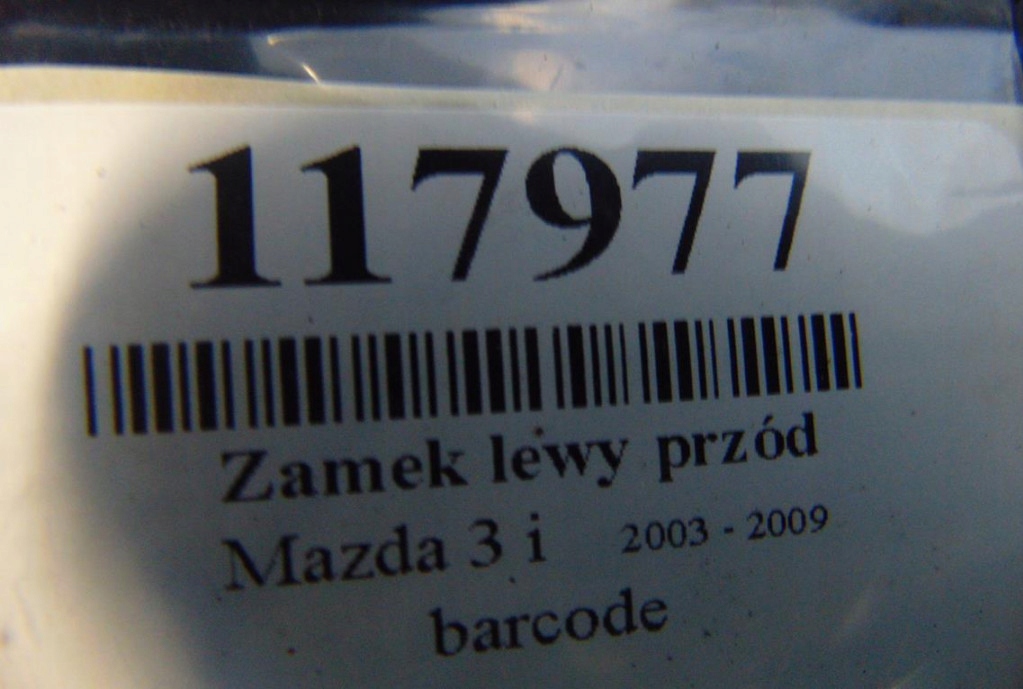 117977
Zamek lewy przód
Mazda 3 i 2003 - 2009
barcode